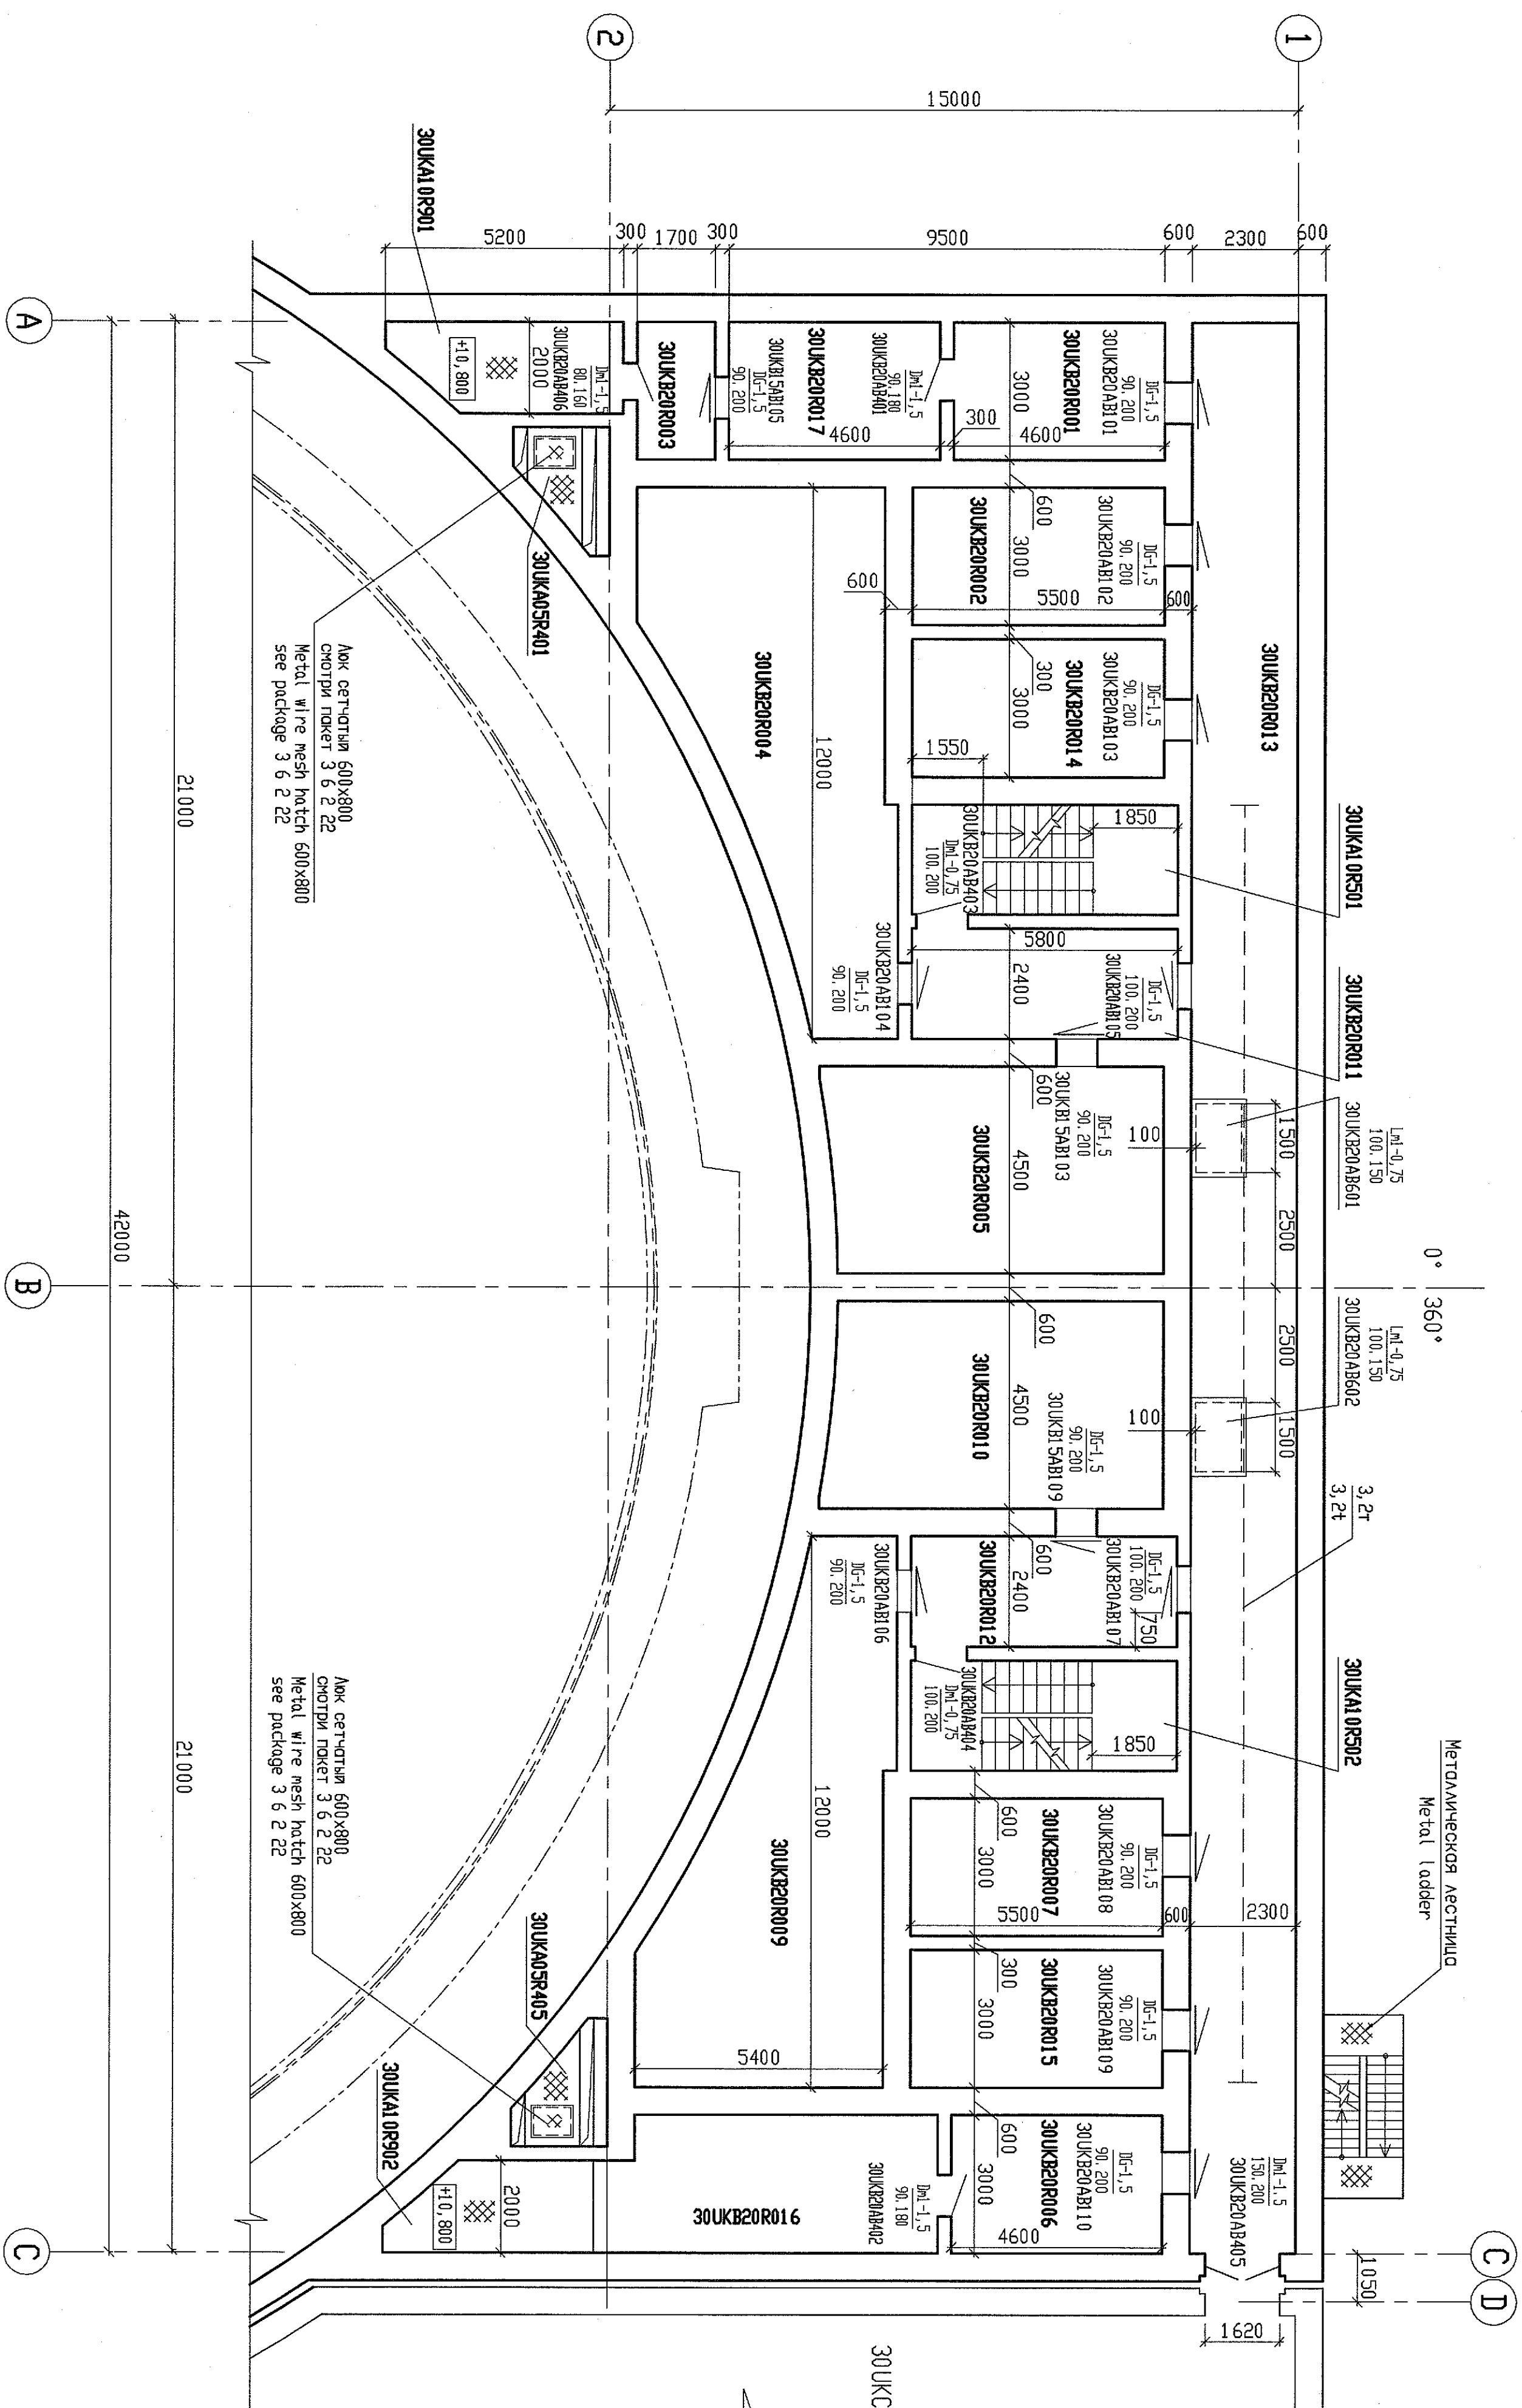 1
2
15000
600
2300
600
9500
300
1700
300
5200
30UKA10R901
A
B
C
C
D
30UKB20R013
DG-1,5
90.200
30UKB20AB101
30UKB20R001
3000
4600
300
Dm1-1,5
90.180
30UKB20AB401
30UKB20R017
4600
30UKB15AB105
DG-1,5
90.200
30UKB20R003
Dm1-1,5
80.160
30UKB20AB406
2000
+10,800
30UKA05R401
DG-1,5
90.200
30UKB20AB102
600
3000
5500
600
30UKB20R002
600
DG-1,5
90.200
30UKB20AB103
30UKB20R014
300
3000
1550
30UKB20R004
12000
1850
30UKA10R501
30UKB20AB403
Dm1-0,75
100.200
5800
2400
DG-1,5
100.200
30UKB20AB105
30UKB20R011
30UKB20AB104
DG-1,5
90.200
Lm1-0,75
100.150
30UKB20AB601
1500
2500
100
600
DG-1,5
90.200
30UKB15AB103
4500
30UKB20R005
0°
360°
Lm1-0,75
100.150
30UKB20AB602
2500
1500
100
600
4500
30UKB20R010
DG-1,5
90.200
30UKB15AB109
3,2т
3,2t
DG-1,5
100.200
30UKB20AB107
750
600
2400
30UKB20R012
30UKB20AB106
DG-1,5
90.200
30UKA10R502
30UKB20AB404
Dm1-0,75
100.200
1850
12000
30UKB20R009
5400
DG-1,5
90.200
30UKB20AB108
30UKB20R007
600
3000
5500
600
2300
DG-1,5
90.200
30UKB20AB109
30UKB20R015
300
3000
Металлическая лестница
Metal ladder
DG-1,5
90.200
30UKB20AB110
30UKB20R006
600
3000
4600
Dm1-1.5
150.200
30UKB20AB405
1050
1620
Dm1-1,5
90.180
30UKB20AB402
30UKB20R016
2000
+10,800
30UKA10R902
30UKA05R405
Люк сетчатый 600x800
смотри пакет 3 6 2 22
Metal wire mesh hatch 600x800
see package 3 6 2 22
Люк сетчатый 600x800
смотри пакет 3 6 2 22
Metal wire mesh hatch 600x800
see package 3 6 2 22
21000
21000
42000
30UKC